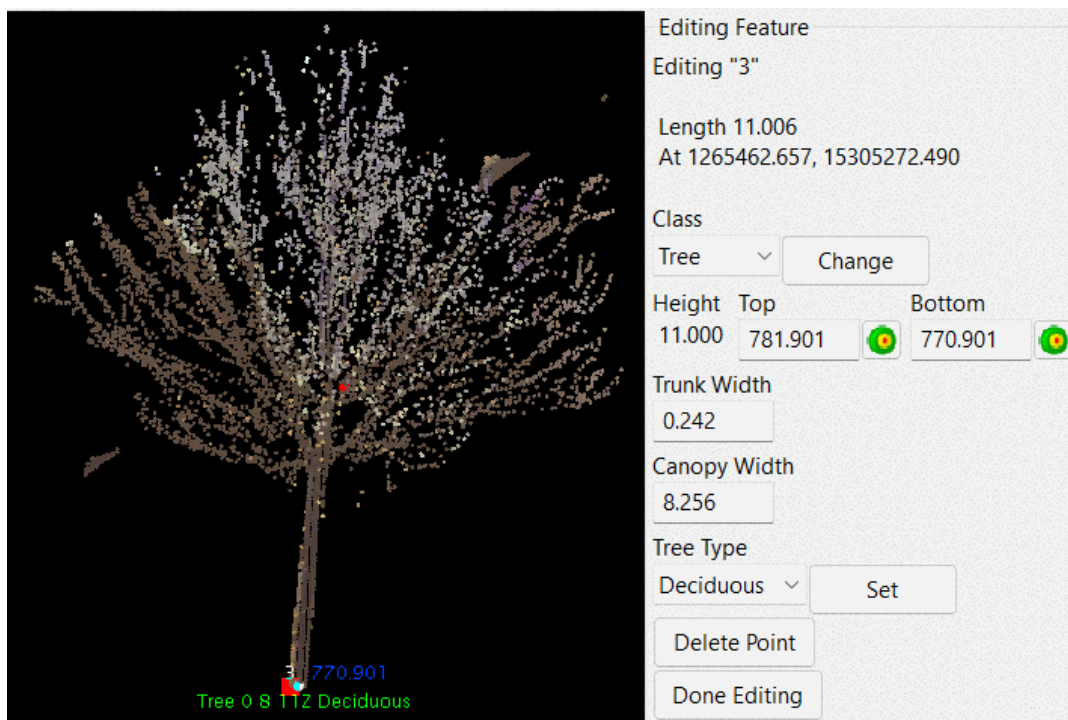 Editing Feature
Editing "3"
Length 11.006
At 1265462.657, 15305272.490
Class
Tree
Change
Height Top Bottom
11.000 781.901 770.901
Trunk Width
0.242
Canopy Width
8.256
Tree Type
Deciduous
Set
Delete Point
Done Editing
3 770.901
Tree 0 8 11Z Deciduous